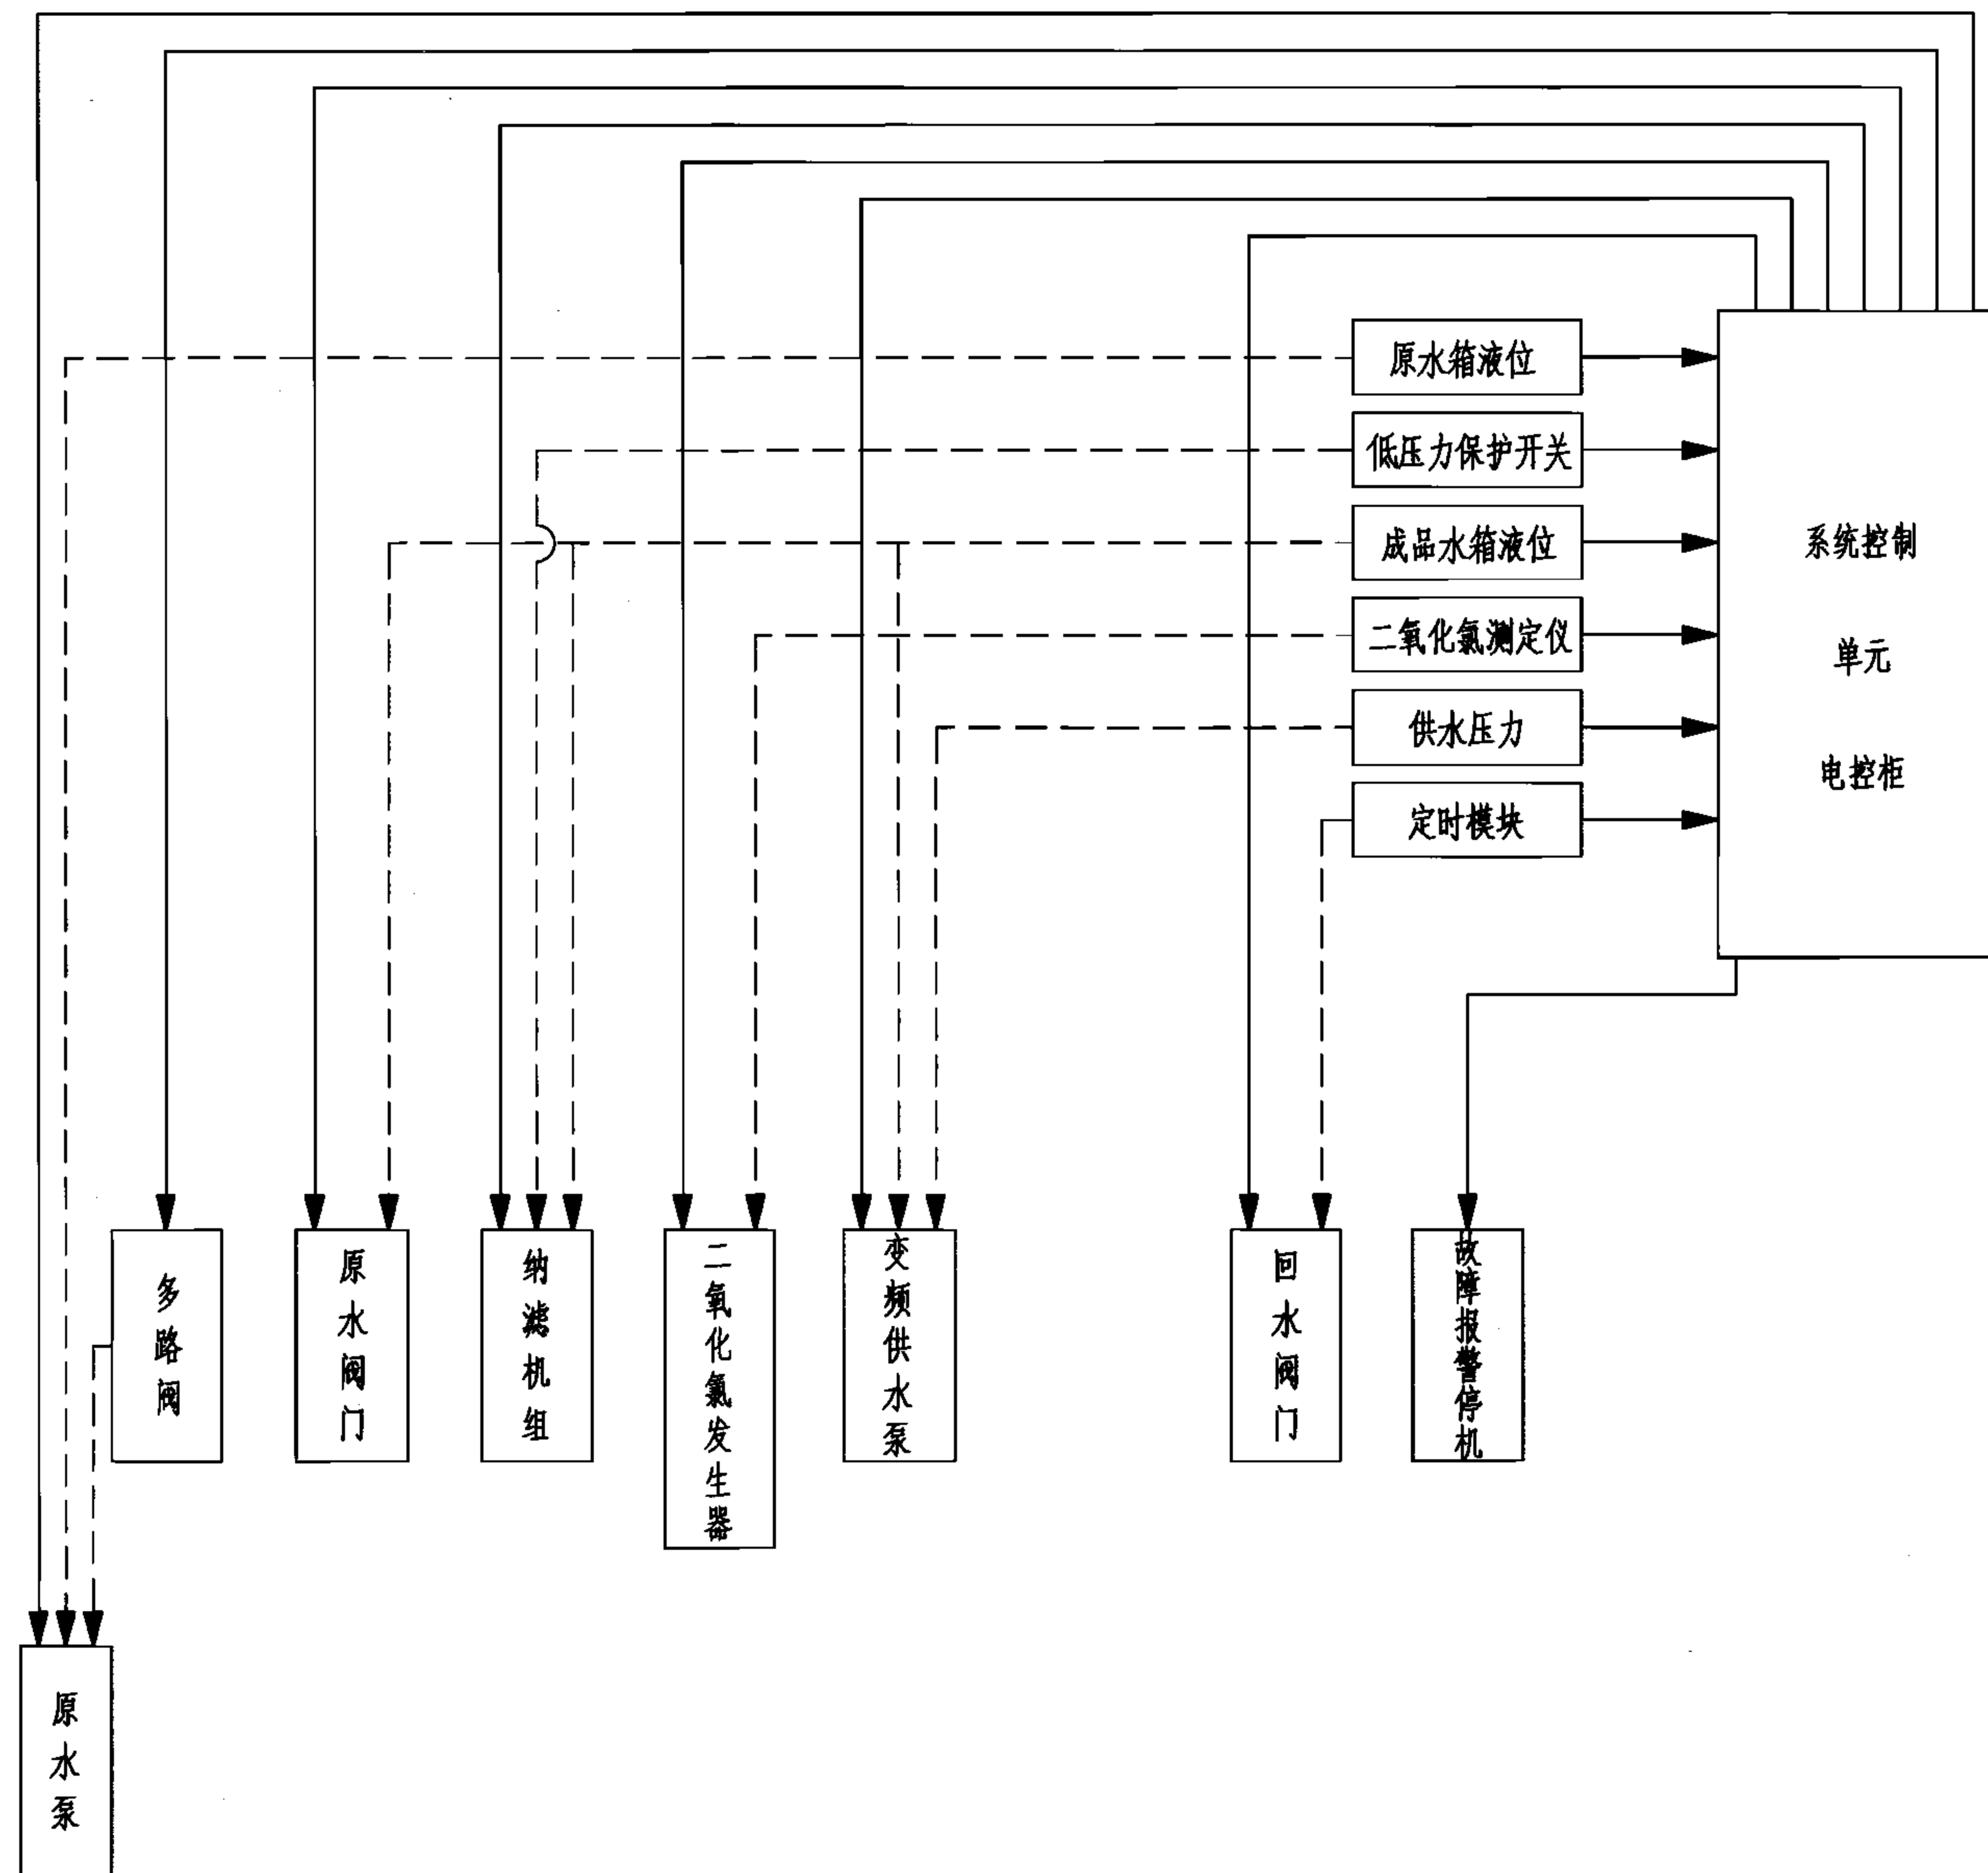 原水箱液位
低压力保护开关
成品水箱液位
二氧化氯测定仪
供水压力
定时模块
系统控制
单元
电控柜
多路阀
原水阀门
纳滤机组
二氧化氯发生器
变频供水泵
回水阀门
故障报警停机
原水泵